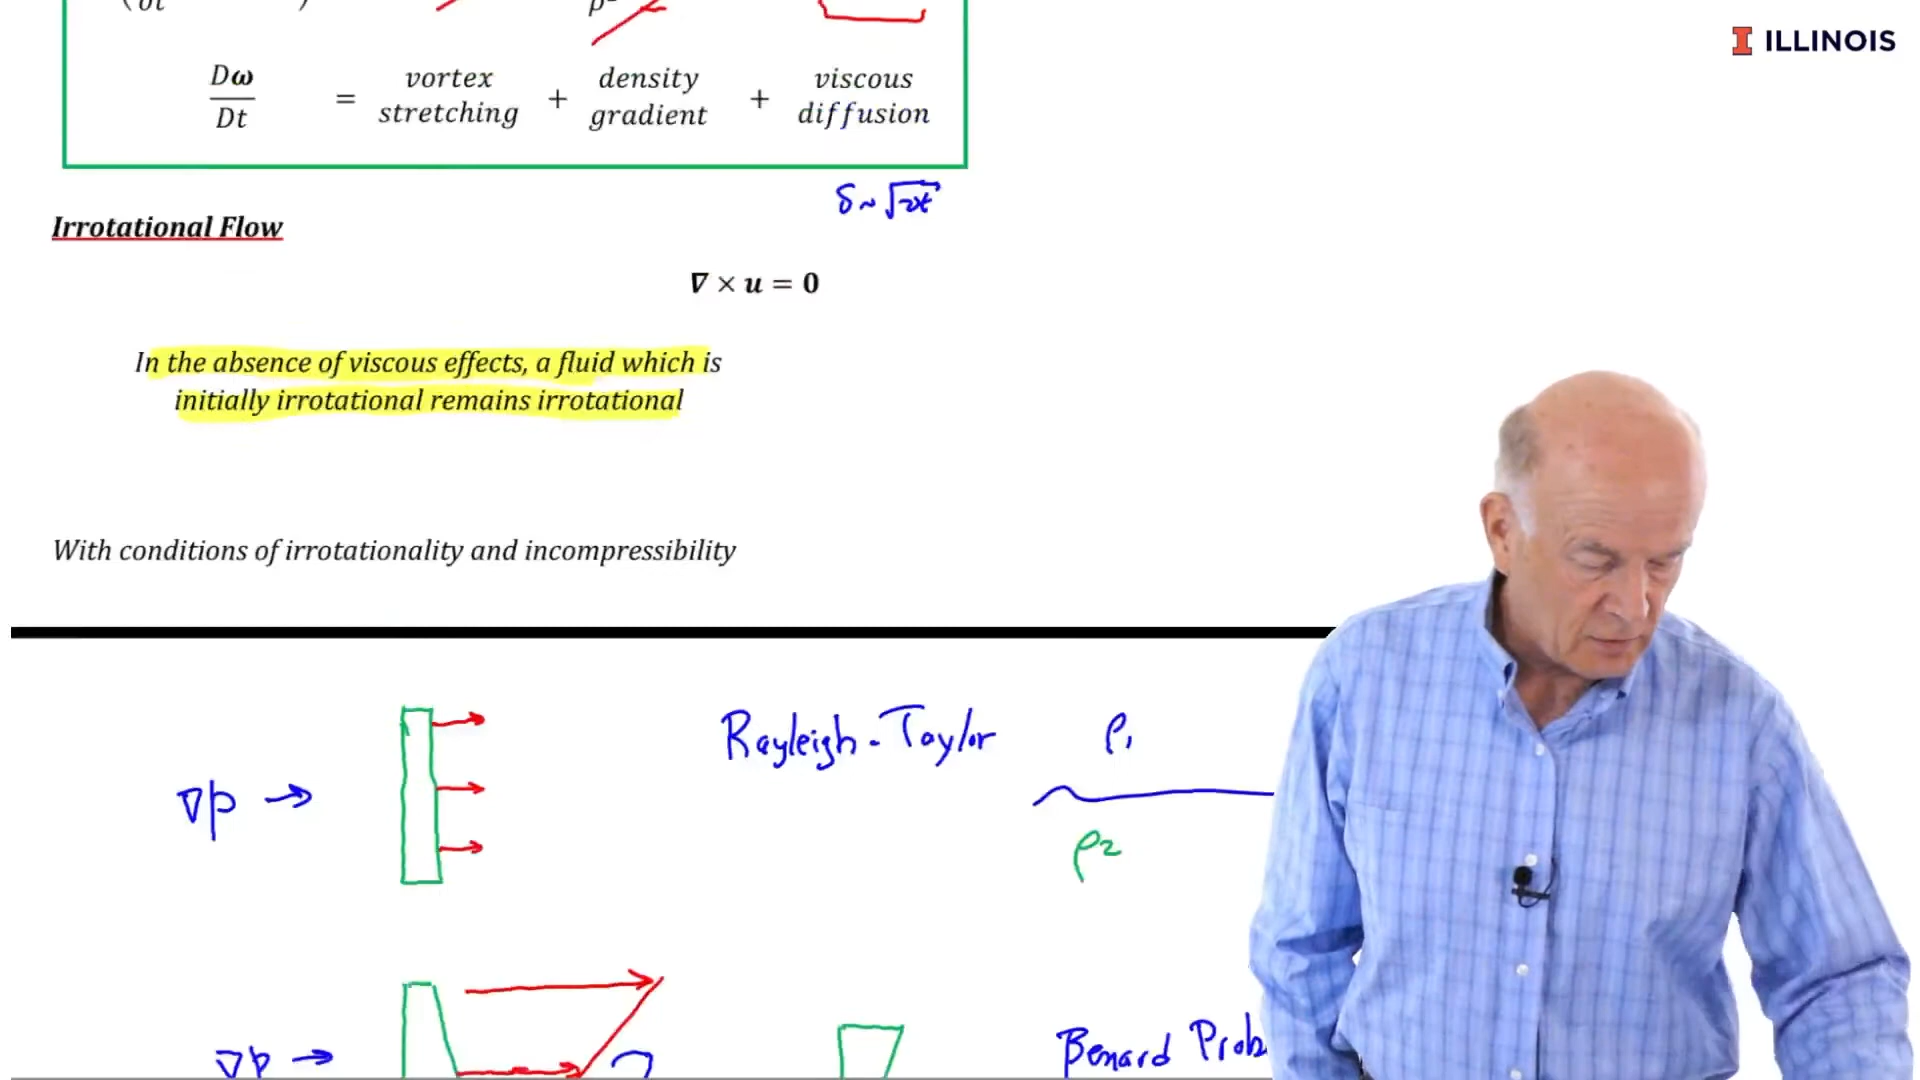 ILLINOIS
Dω/Dt = vortex stretching + density gradient + viscous diffusion
δ ~ √νt
Irrotational Flow
∇ × u = 0
In the absence of viscous effects, a fluid which is
initially irrotational remains irrotational
With conditions of irrotationality and incompressibility
Rayleigh-Taylor ρ₁
∇p →
ρ₂
∇p →
Benard